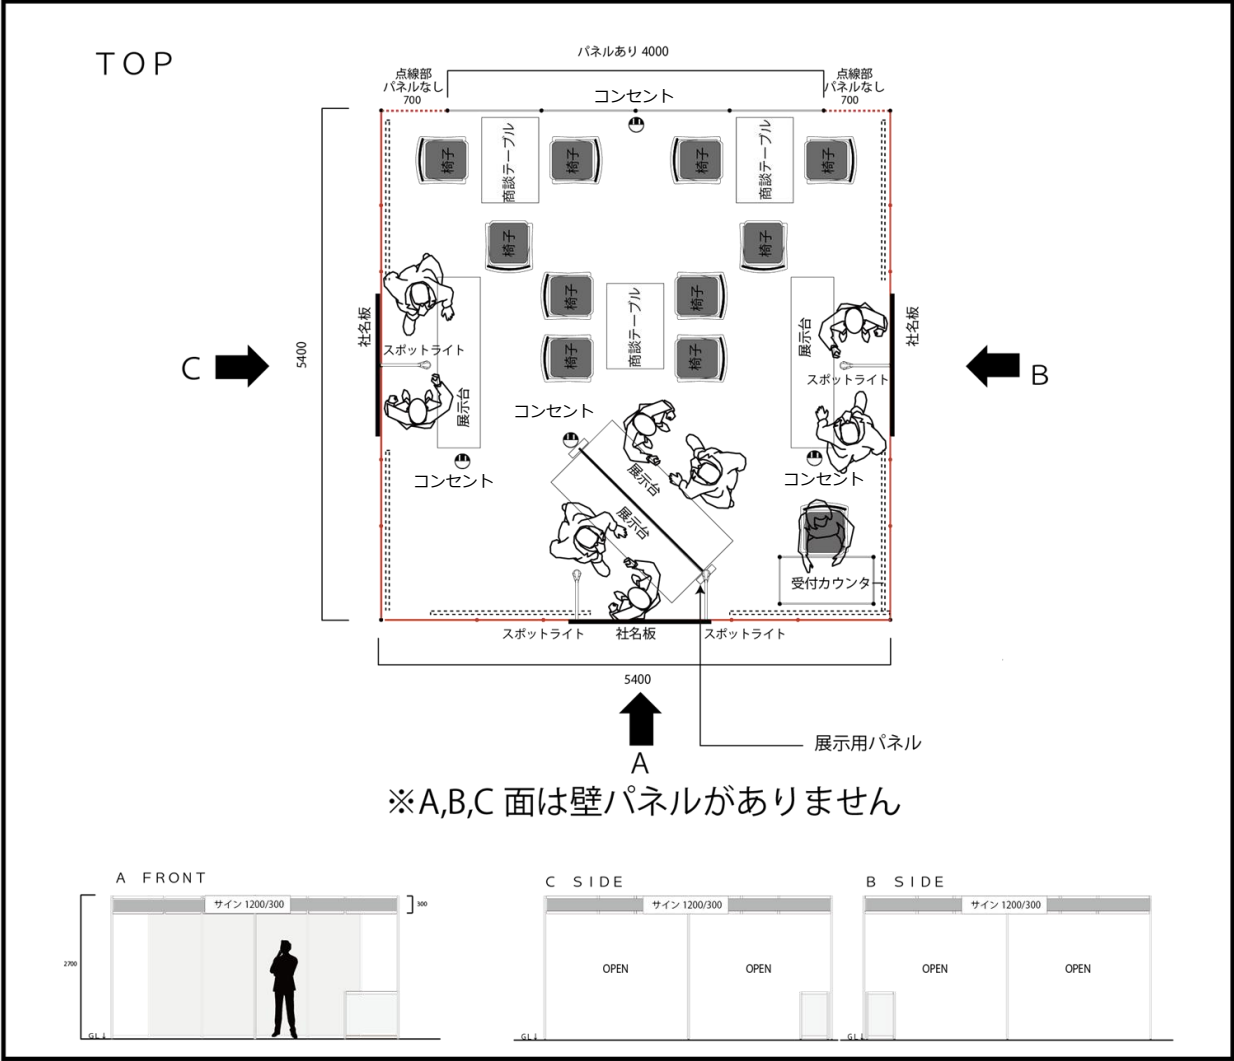 TOP
パネルあり 4000
点線部
パネルなし
700
点線部
パネルなし
700
コンセント
椅子
商談テーブル
椅子
椅子
商談テーブル
椅子
椅子
椅子
社名板
椅子
商談テーブル
椅子
展示台
社名板
C
5400
スポットライト
椅子
椅子
スポットライト
B
展示台
コンセント
コンセント
展示台
コンセント
展示台
受付カウンター
スポットライト
社名板
スポットライト
5400
A
展示用パネル
※A,B,C 面は壁パネルがありません
A FRONT
サイン 1200/300
300
2700
GL↓
C SIDE
サイン 1200/300
OPEN
OPEN
GL↓
B SIDE
サイン 1200/300
OPEN
OPEN
GL↓